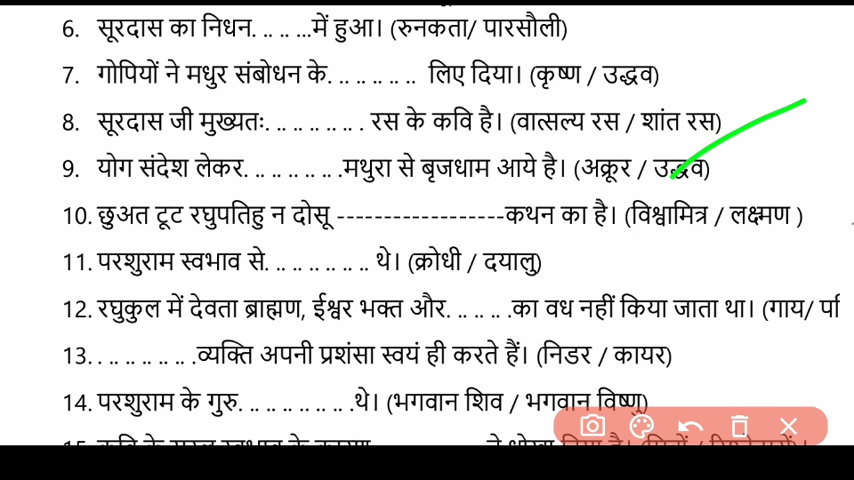 6. सूरदास का निधन. .. .. ...में हुआ। (रुनकता/ पारसौली)
7. गोपियों ने मधुर संबोधन के. .. .. .. .. .. लिए दिया। (कृष्ण / उद्धव)
8. सूरदास जी मुख्यतः. .. .. .. .. .. . रस के कवि है। (वात्सल्य रस / शांत रस)
9. योग संदेश लेकर. .. .. .. .. .. .मथुरा से बृजधाम आये है। (अक्रूर / उद्धव)
10. छुअत टूट रघुपतिहु न दोसू ------------------कथन का है। (विश्वामित्र / लक्ष्मण )
11. परशुराम स्वभाव से. .. .. .. .. .. .. थे। (क्रोधी / दयालु)
12. रघुकुल में देवता ब्राह्मण, ईश्वर भक्त और. .. .. .. .का वध नहीं किया जाता था। (गाय/
13. . .. .. .. .. .. .व्यक्ति अपनी प्रशंसा स्वयं ही करते हैं। (निडर / कायर)
14. परशुराम के गुरु. .. .. .. .. .. .. .थे। (भगवान शिव / भगवान विष्णु)